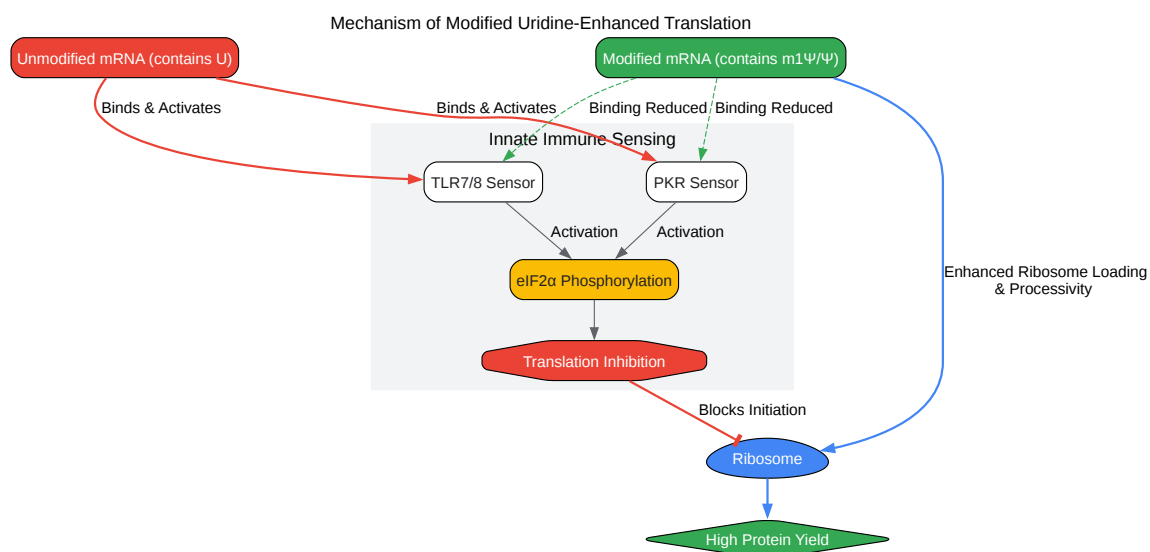 Mechanism of Modified Uridine-Enhanced Translation
Unmodified mRNA (contains U)
Modified mRNA (contains m1Ψ/Ψ)
Binds & Activates
Binds & Activates
Binding Reduced
Binding Reduced
Innate Immune Sensing
TLR7/8 Sensor
PKR Sensor
Activation
Activation
Enhanced Ribosome Loading
& Processivity
eIF2α Phosphorylation
Translation Inhibition
Blocks Initiation
Ribosome
High Protein Yield